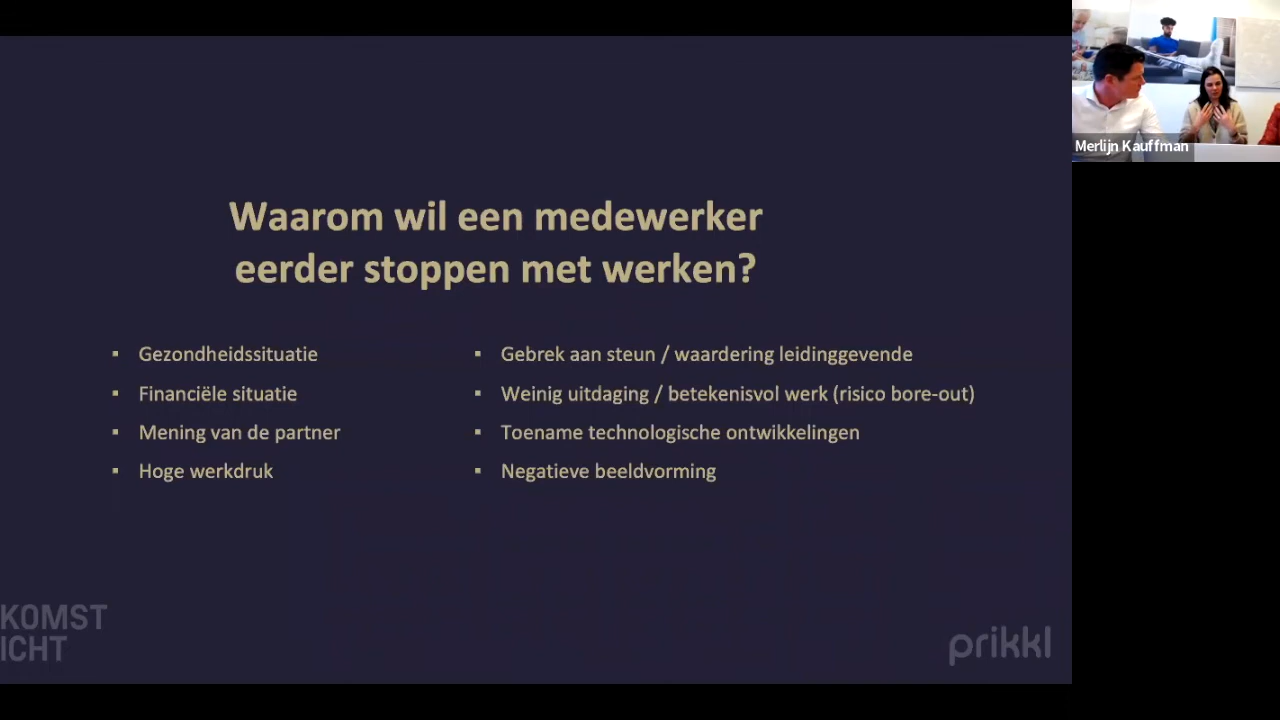 Merlijn Kauffman
Waarom wil een medewerker
eerder stoppen met werken?
▪ Gezondheidssituatie
▪ Financiële situatie
▪ Mening van de partner
▪ Hoge werkdruk
▪ Gebrek aan steun / waardering leidinggevende
▪ Weinig uitdaging / betekenisvol werk (risico bore-out)
▪ Toename technologische ontwikkelingen
▪ Negatieve beeldvorming
KOMST
ICHT
prikkl